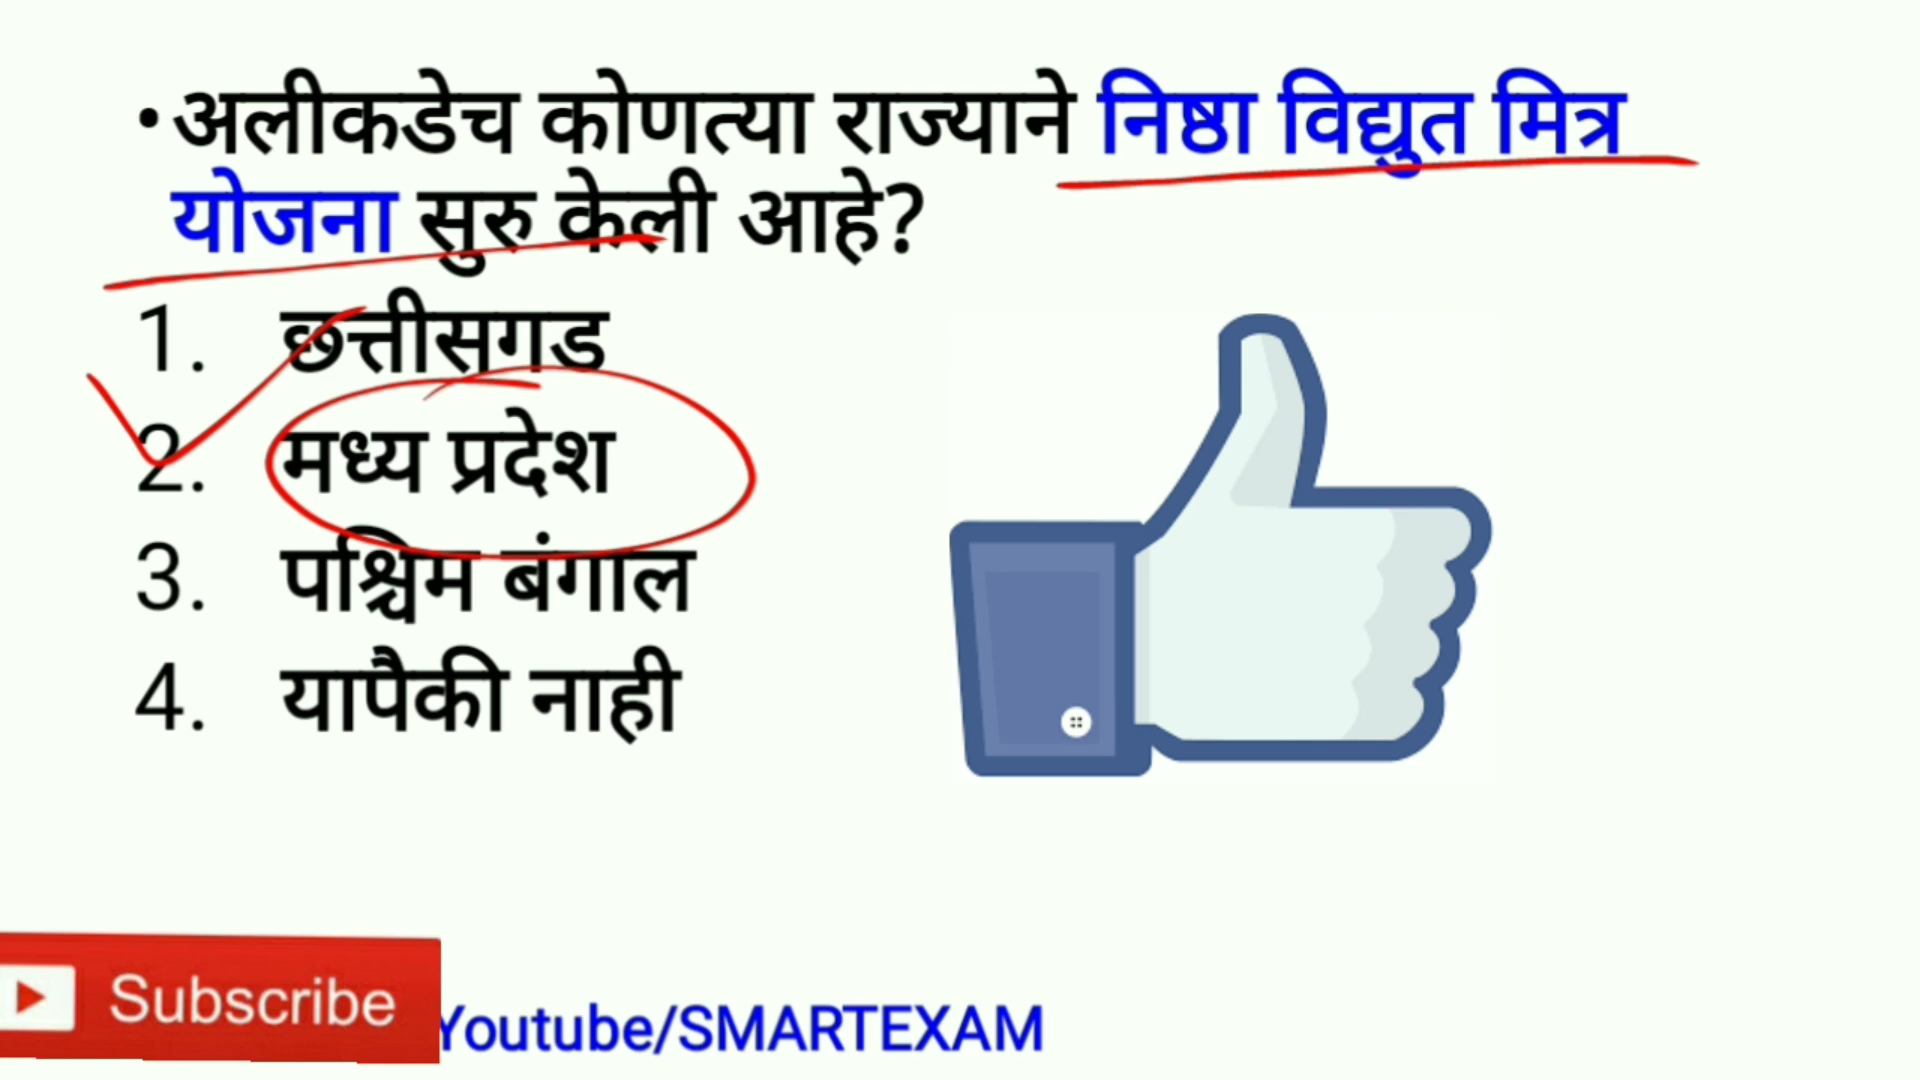 •अलीकडेच कोणत्या राज्याने निष्ठा विद्युत मित्र
योजना सुरु केली आहे?
1. छत्तीसगड
2. मध्य प्रदेश
3. पश्चिम बंगाल
4. यापैकी नाही
Subscribe
Youtube/SMARTEXAM